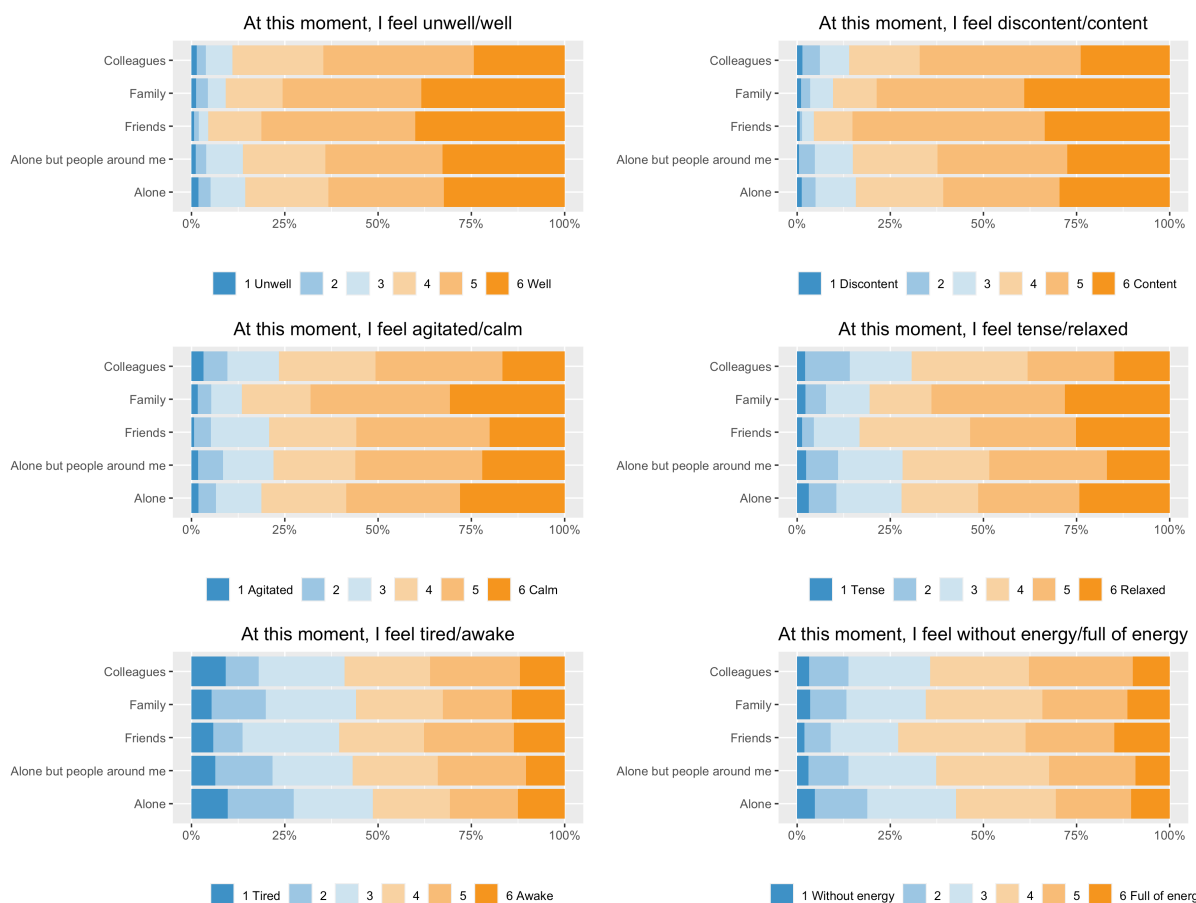 At this moment, I feel unwell/well
Colleagues
Family
Friends
Alone but people around me
Alone
0% 25% 50% 75% 100%
1 Unwell 2 3 4 5 6 Well
At this moment, I feel discontent/content
Colleagues
Family
Friends
Alone but people around me
Alone
0% 25% 50% 75% 100%
1 Discontent 2 3 4 5 6 Content
At this moment, I feel agitated/calm
Colleagues
Family
Friends
Alone but people around me
Alone
0% 25% 50% 75% 100%
1 Agitated 2 3 4 5 6 Calm
At this moment, I feel tense/relaxed
Colleagues
Family
Friends
Alone but people around me
Alone
0% 25% 50% 75% 100%
1 Tense 2 3 4 5 6 Relaxed
At this moment, I feel tired/awake
Colleagues
Family
Friends
Alone but people around me
Alone
0% 25% 50% 75% 100%
1 Tired 2 3 4 5 6 Awake
At this moment, I feel without energy/full of energy
Colleagues
Family
Friends
Alone but people around me
Alone
0% 25% 50% 75% 100%
1 Without energy 2 3 4 5 6 Full of energ